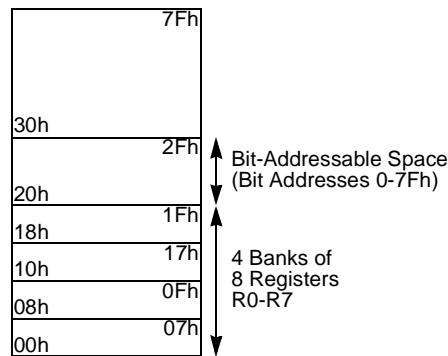 7Fh
30h
2Fh
Bit-Addressable Space
(Bit Addresses 0-7Fh)
20h
1Fh
18h
17h
4 Banks of
8 Registers
R0-R7
10h
0Fh
08h
07h
00h